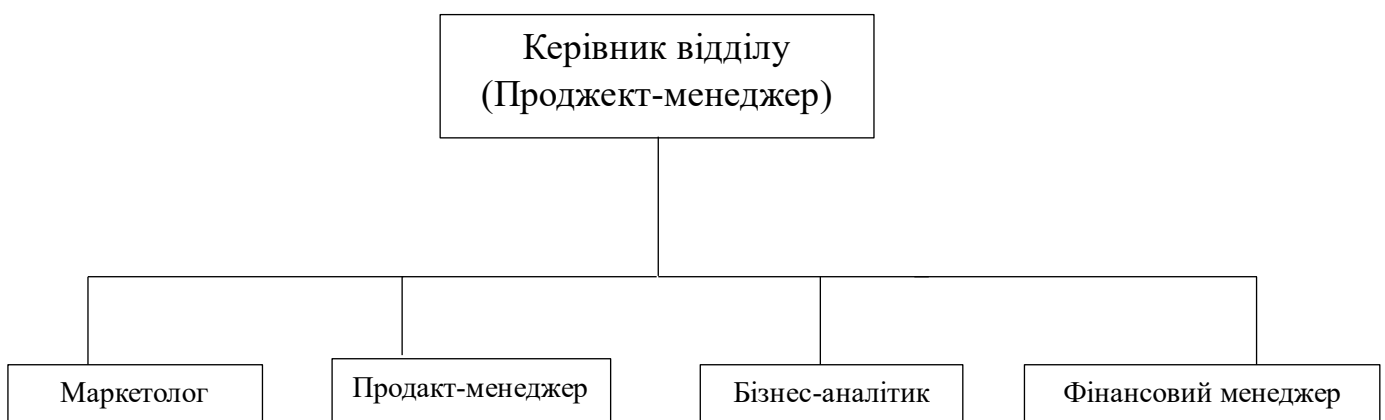 Керівник відділу
(Проджект-менеджер)
Маркетолог
Продакт-менеджер
Бізнес-аналітик
Фінансовий менеджер